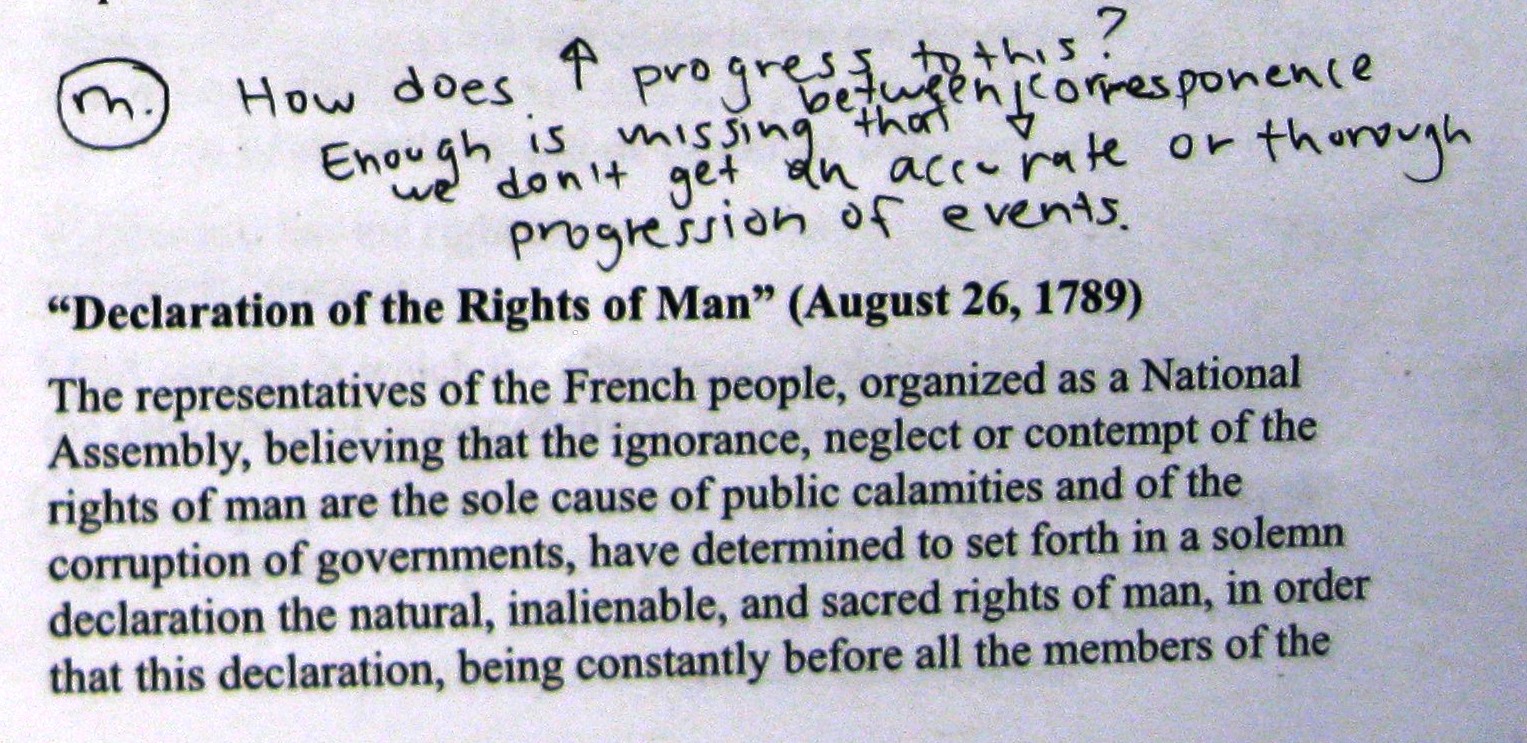 m. How does ↑ progress to this?
Enough is missing between correspondence that
we don't get an accurate or thorough
progression of events.
“Declaration of the Rights of Man” (August 26, 1789)
The representatives of the French people, organized as a National
Assembly, believing that the ignorance, neglect or contempt of the
rights of man are the sole cause of public calamities and of the
corruption of governments, have determined to set forth in a solemn
declaration the natural, inalienable, and sacred rights of man, in order
that this declaration, being constantly before all the members of the